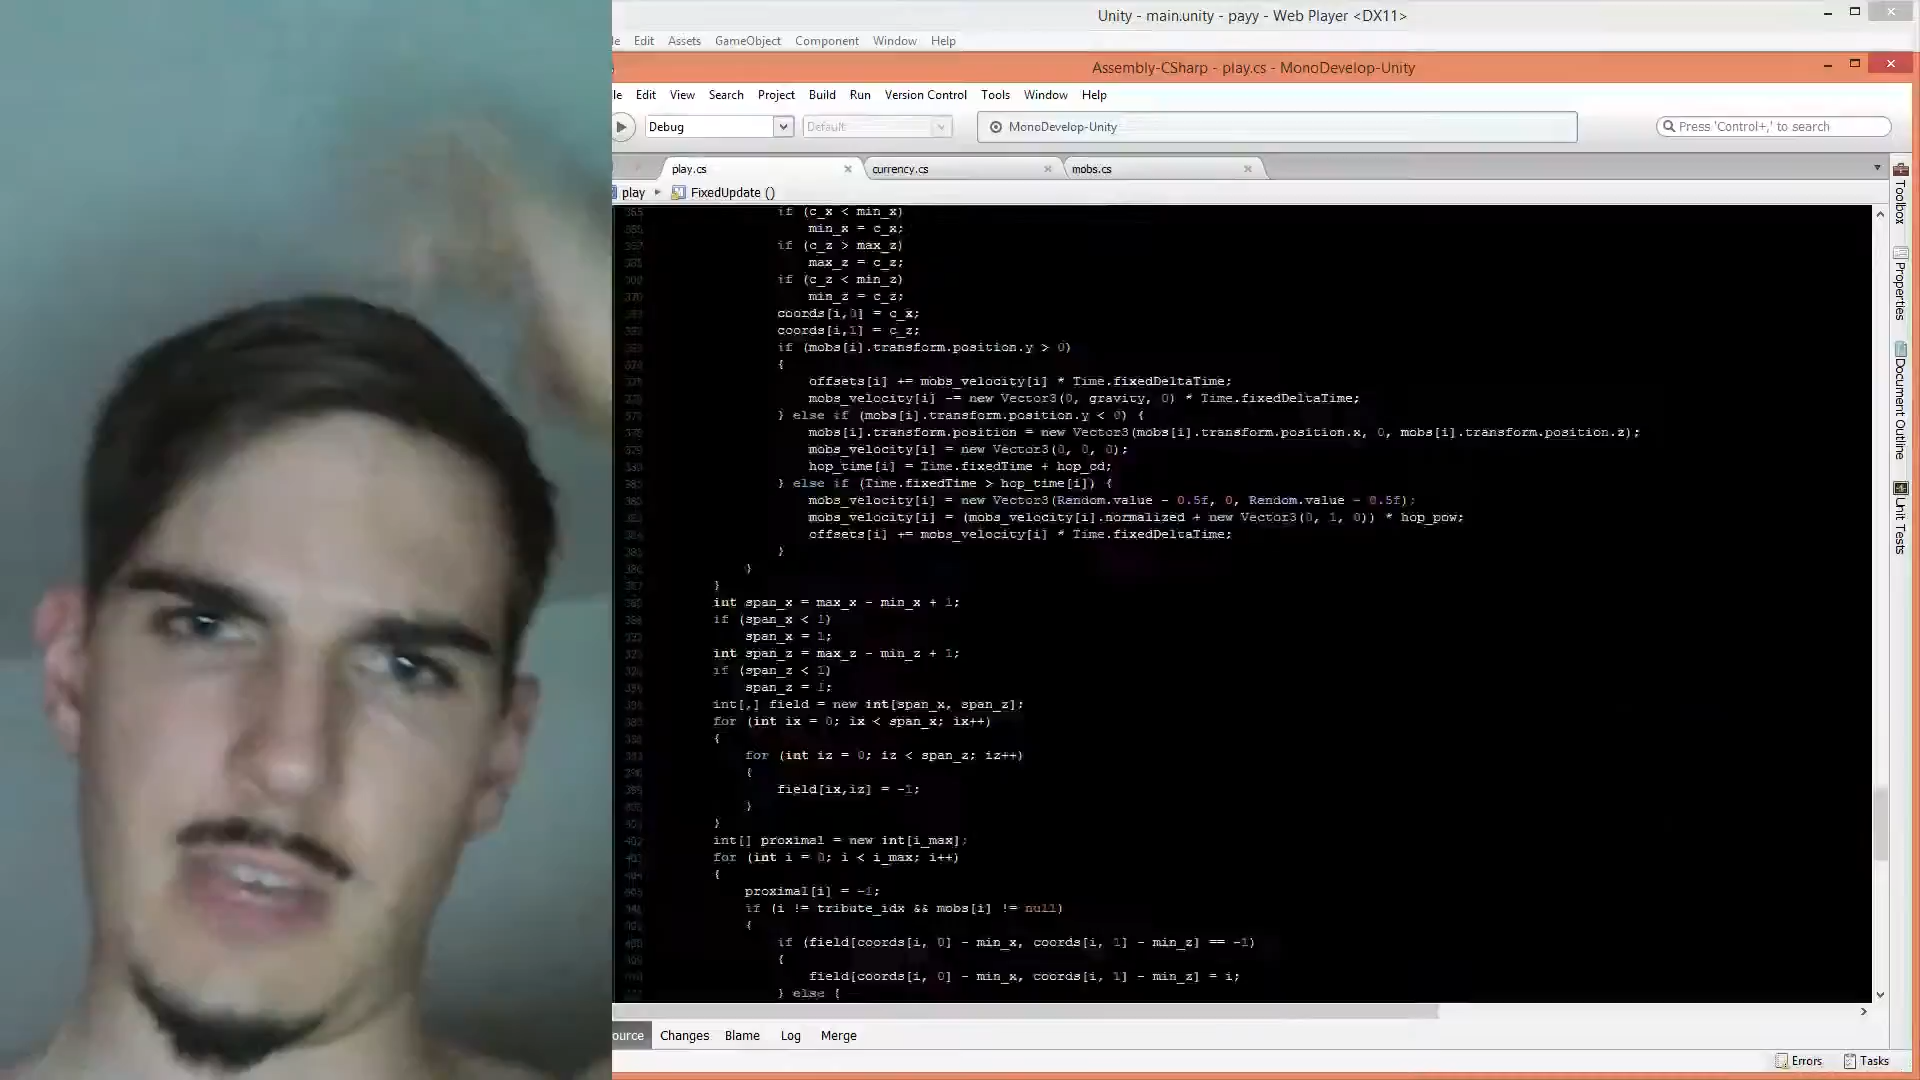 Unity - main.unity - payy - Web Player <DX11>
Edit Assets GameObject Component Window Help
Assembly-CSharp - play.cs - MonoDevelop-Unity
Edit View Search Project Build Run Version Control Tools Window Help
Debug Default MonoDevelop-Unity Press 'Control+,' to search
play.cs currency.cs mobs.cs
play FixedUpdate ()
if (c_x < min_x)
min_x = c_x;
if (c_z > max_z)
max_z = c_z;
if (c_z < min_z)
min_z = c_z;
coords[i,0] = c_x;
coords[i,1] = c_z;
if (mobs[i].transform.position.y > 0)
{
offsets[i] += mobs_velocity[i] * Time.fixedDeltaTime;
mobs_velocity[i] -= new Vector3(0, gravity, 0) * Time.fixedDeltaTime;
} else if (mobs[i].transform.position.y < 0) {
mobs[i].transform.position = new Vector3(mobs[i].transform.position.x, 0, mobs[i].transform.position.z);
mobs_velocity[i] = new Vector3(0, 0, 0);
hop_time[i] = Time.fixedTime + hop_cd;
} else if (Time.fixedTime > hop_time[i]) {
mobs_velocity[i] = new Vector3(Random.value - 0.5f, 0, Random.value - 0.5f);
mobs_velocity[i] = (mobs_velocity[i].normalized + new Vector3(0, 1, 0)) * hop_pow;
offsets[i] += mobs_velocity[i] * Time.fixedDeltaTime;
}
}
}
int span_x = max_x - min_x + 1;
if (span_x < 1)
span_x = 1;
int span_z = max_z - min_z + 1;
if (span_z < 1)
span_z = 1;
int[,] field = new int[span_x, span_z];
for (int ix = 0; ix < span_x; ix++)
{
for (int iz = 0; iz < span_z; iz++)
{
field[ix,iz] = -1;
}
}
int[] proximal = new int[i_max];
for (int i = 0; i < i_max; i++)
{
proximal[i] = -1;
if (i != tribute_idx && mobs[i] != null)
{
if (field[coords[i, 0] - min_x, coords[i, 1] - min_z] == -1)
{
field[coords[i, 0] - min_x, coords[i, 1] - min_z] = i;
} else {
Changes Blame Log Merge
Errors Tasks
Toolbox
Properties
Document Outline
Unit Tests